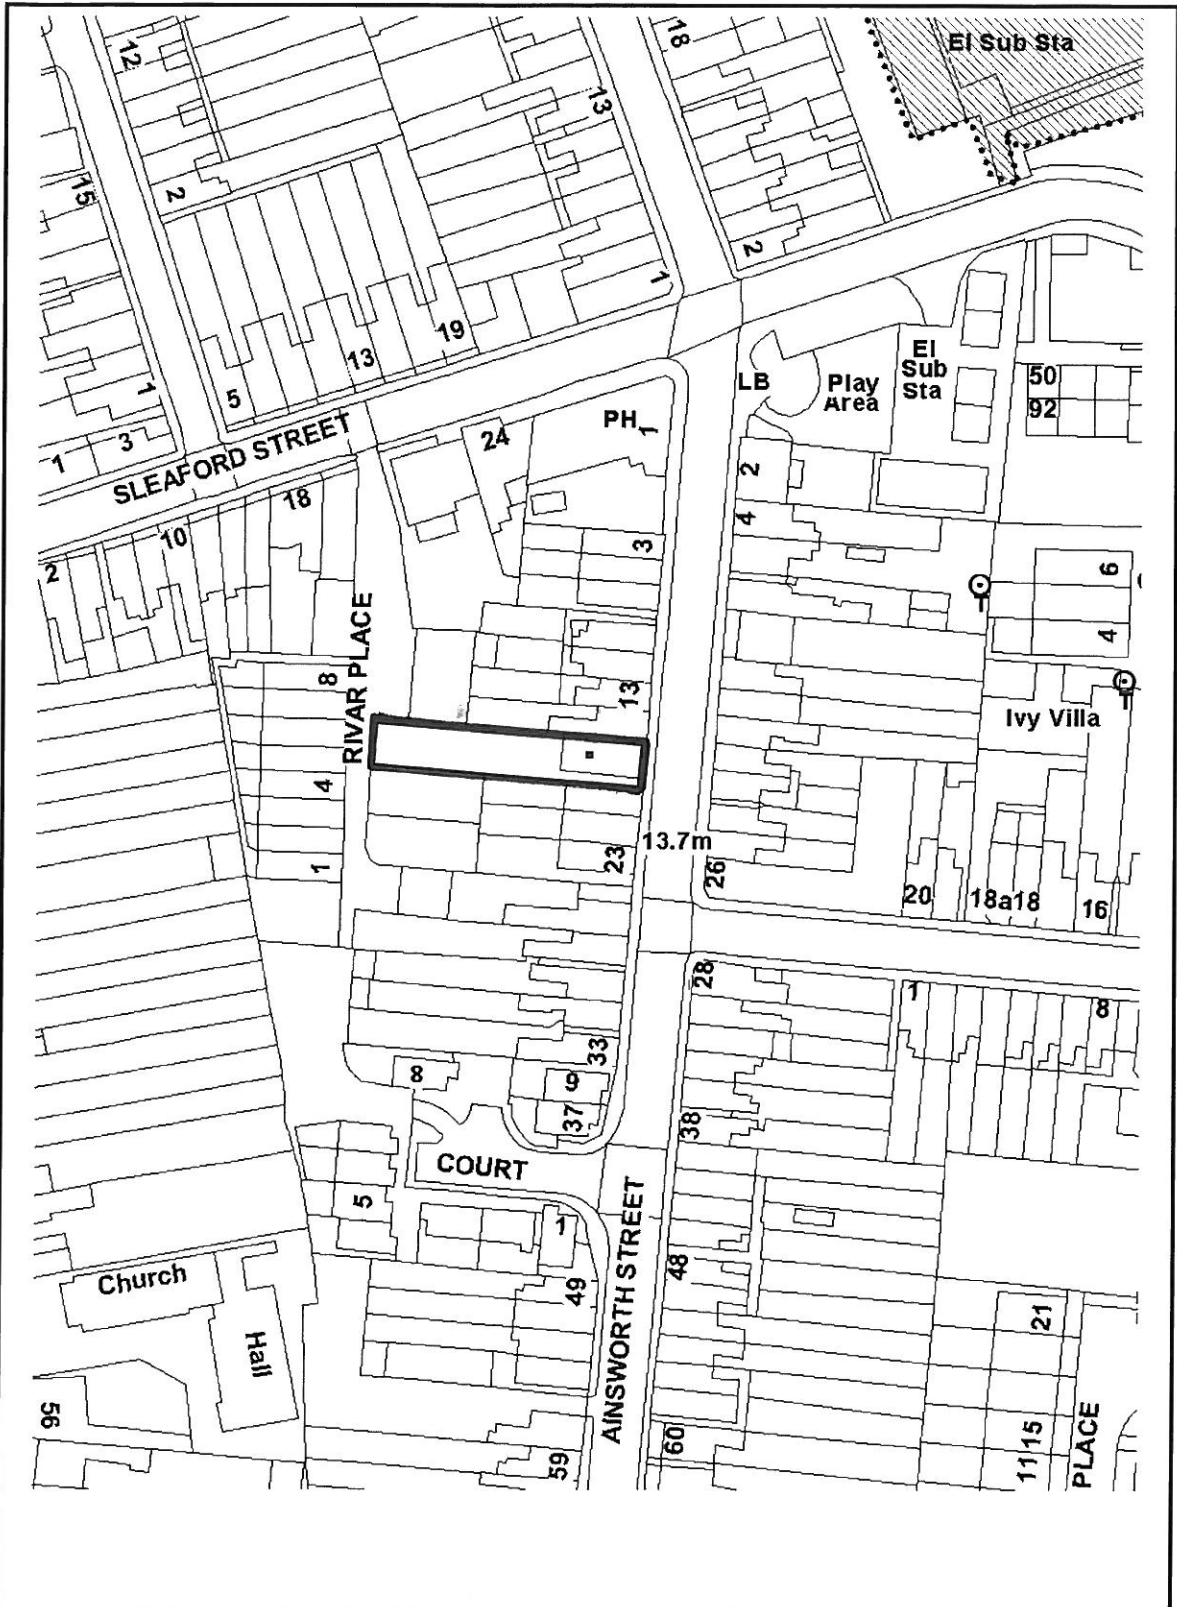 El Sub Sta
12
18
13
15
2
2
1
19
13
5
1
3
1
SLEAFORD STREET
LB
Play
Area
El
Sub
Sta
50
92
PH
1
24
2
4
18
10
2
3
6
4
RIVAR PLACE
8
13
Ivy Villa
4
1
23
13.7m
26
20
18a18
16
28
1
8
33
8
9
37
38
COURT
5
1
49
AINSWORTH STREET
48
Church
Hall
21
56
59
60
1115
PLACE